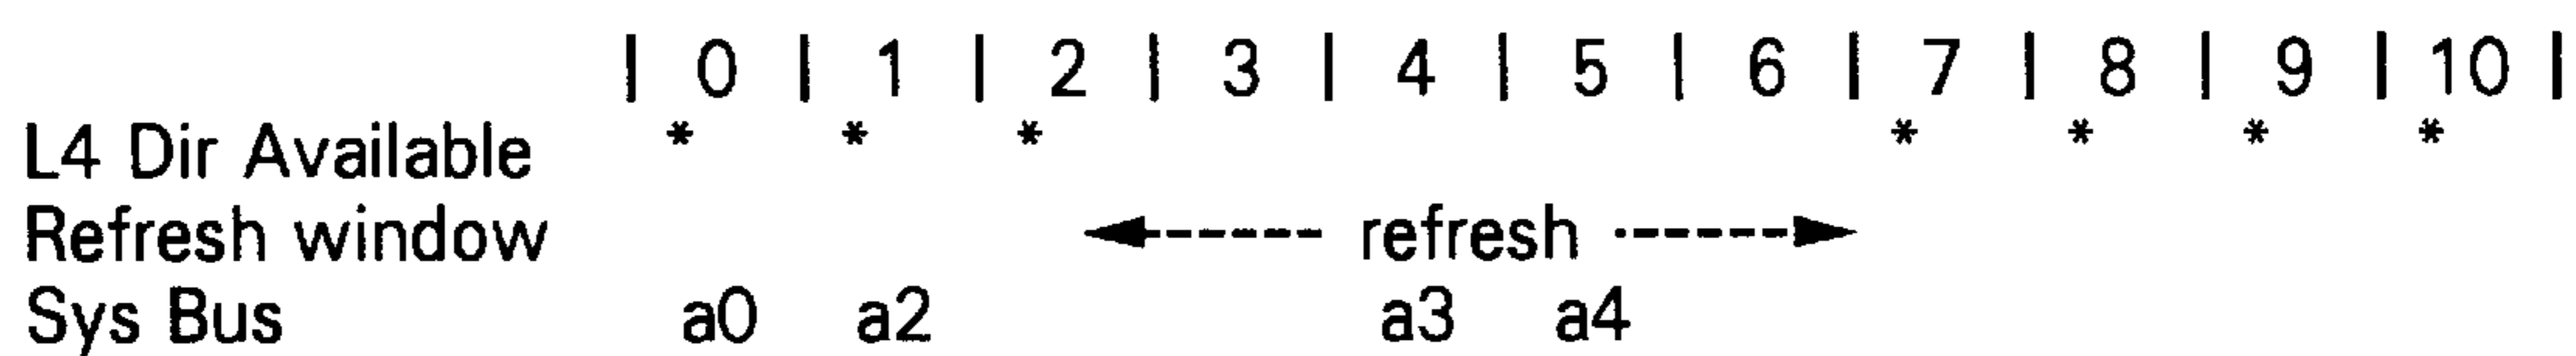 | 0 | 1 | 2 | 3 | 4 | 5 | 6 | 7 | 8 | 9 | 10 |
L4 Dir Available * * * * * * *
Refresh window refresh
Sys Bus a0 a2 a3 a4